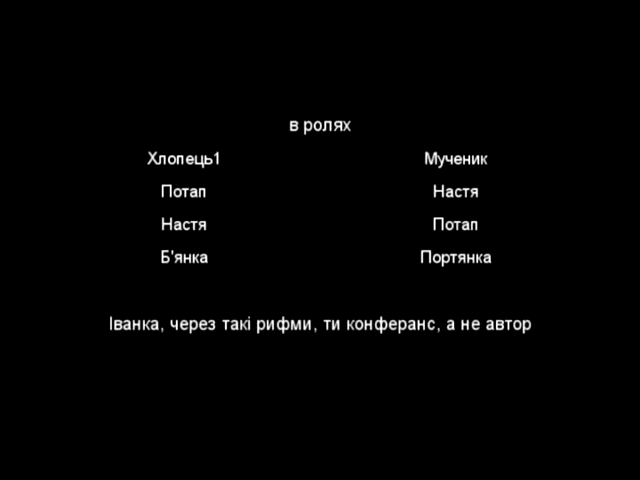 в ролях
Хлопець1 Мученик
Потап Настя
Настя Потап
Б'янка Портянка
Іванка, через такі рифми, ти конферанс, а не автор